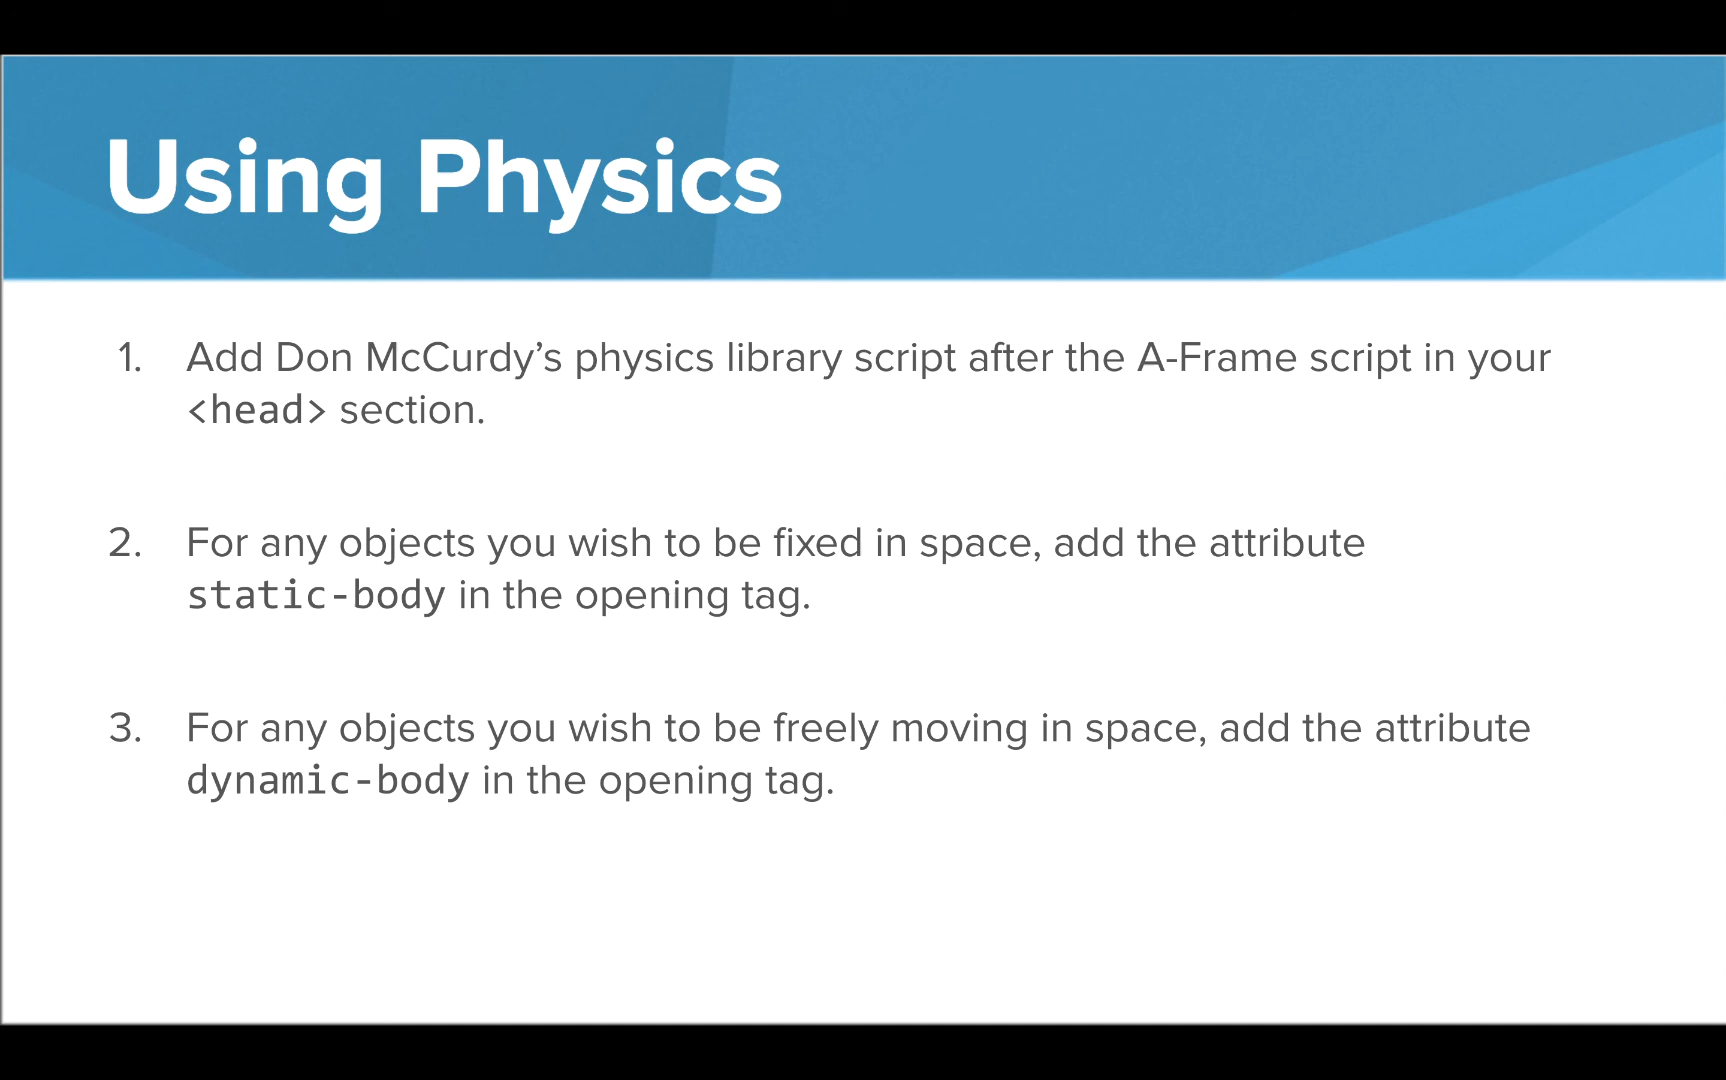 Using Physics
1. Add Don McCurdy’s physics library script after the A-Frame script in your
<head> section.
2. For any objects you wish to be fixed in space, add the attribute
static-body in the opening tag.
3. For any objects you wish to be freely moving in space, add the attribute
dynamic-body in the opening tag.